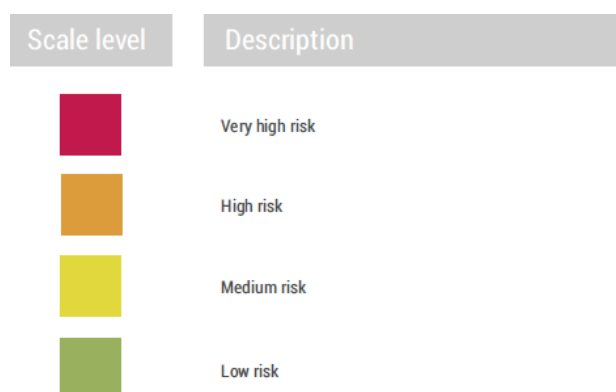 Scale level Description
Very high risk
High risk
Medium risk
Low risk